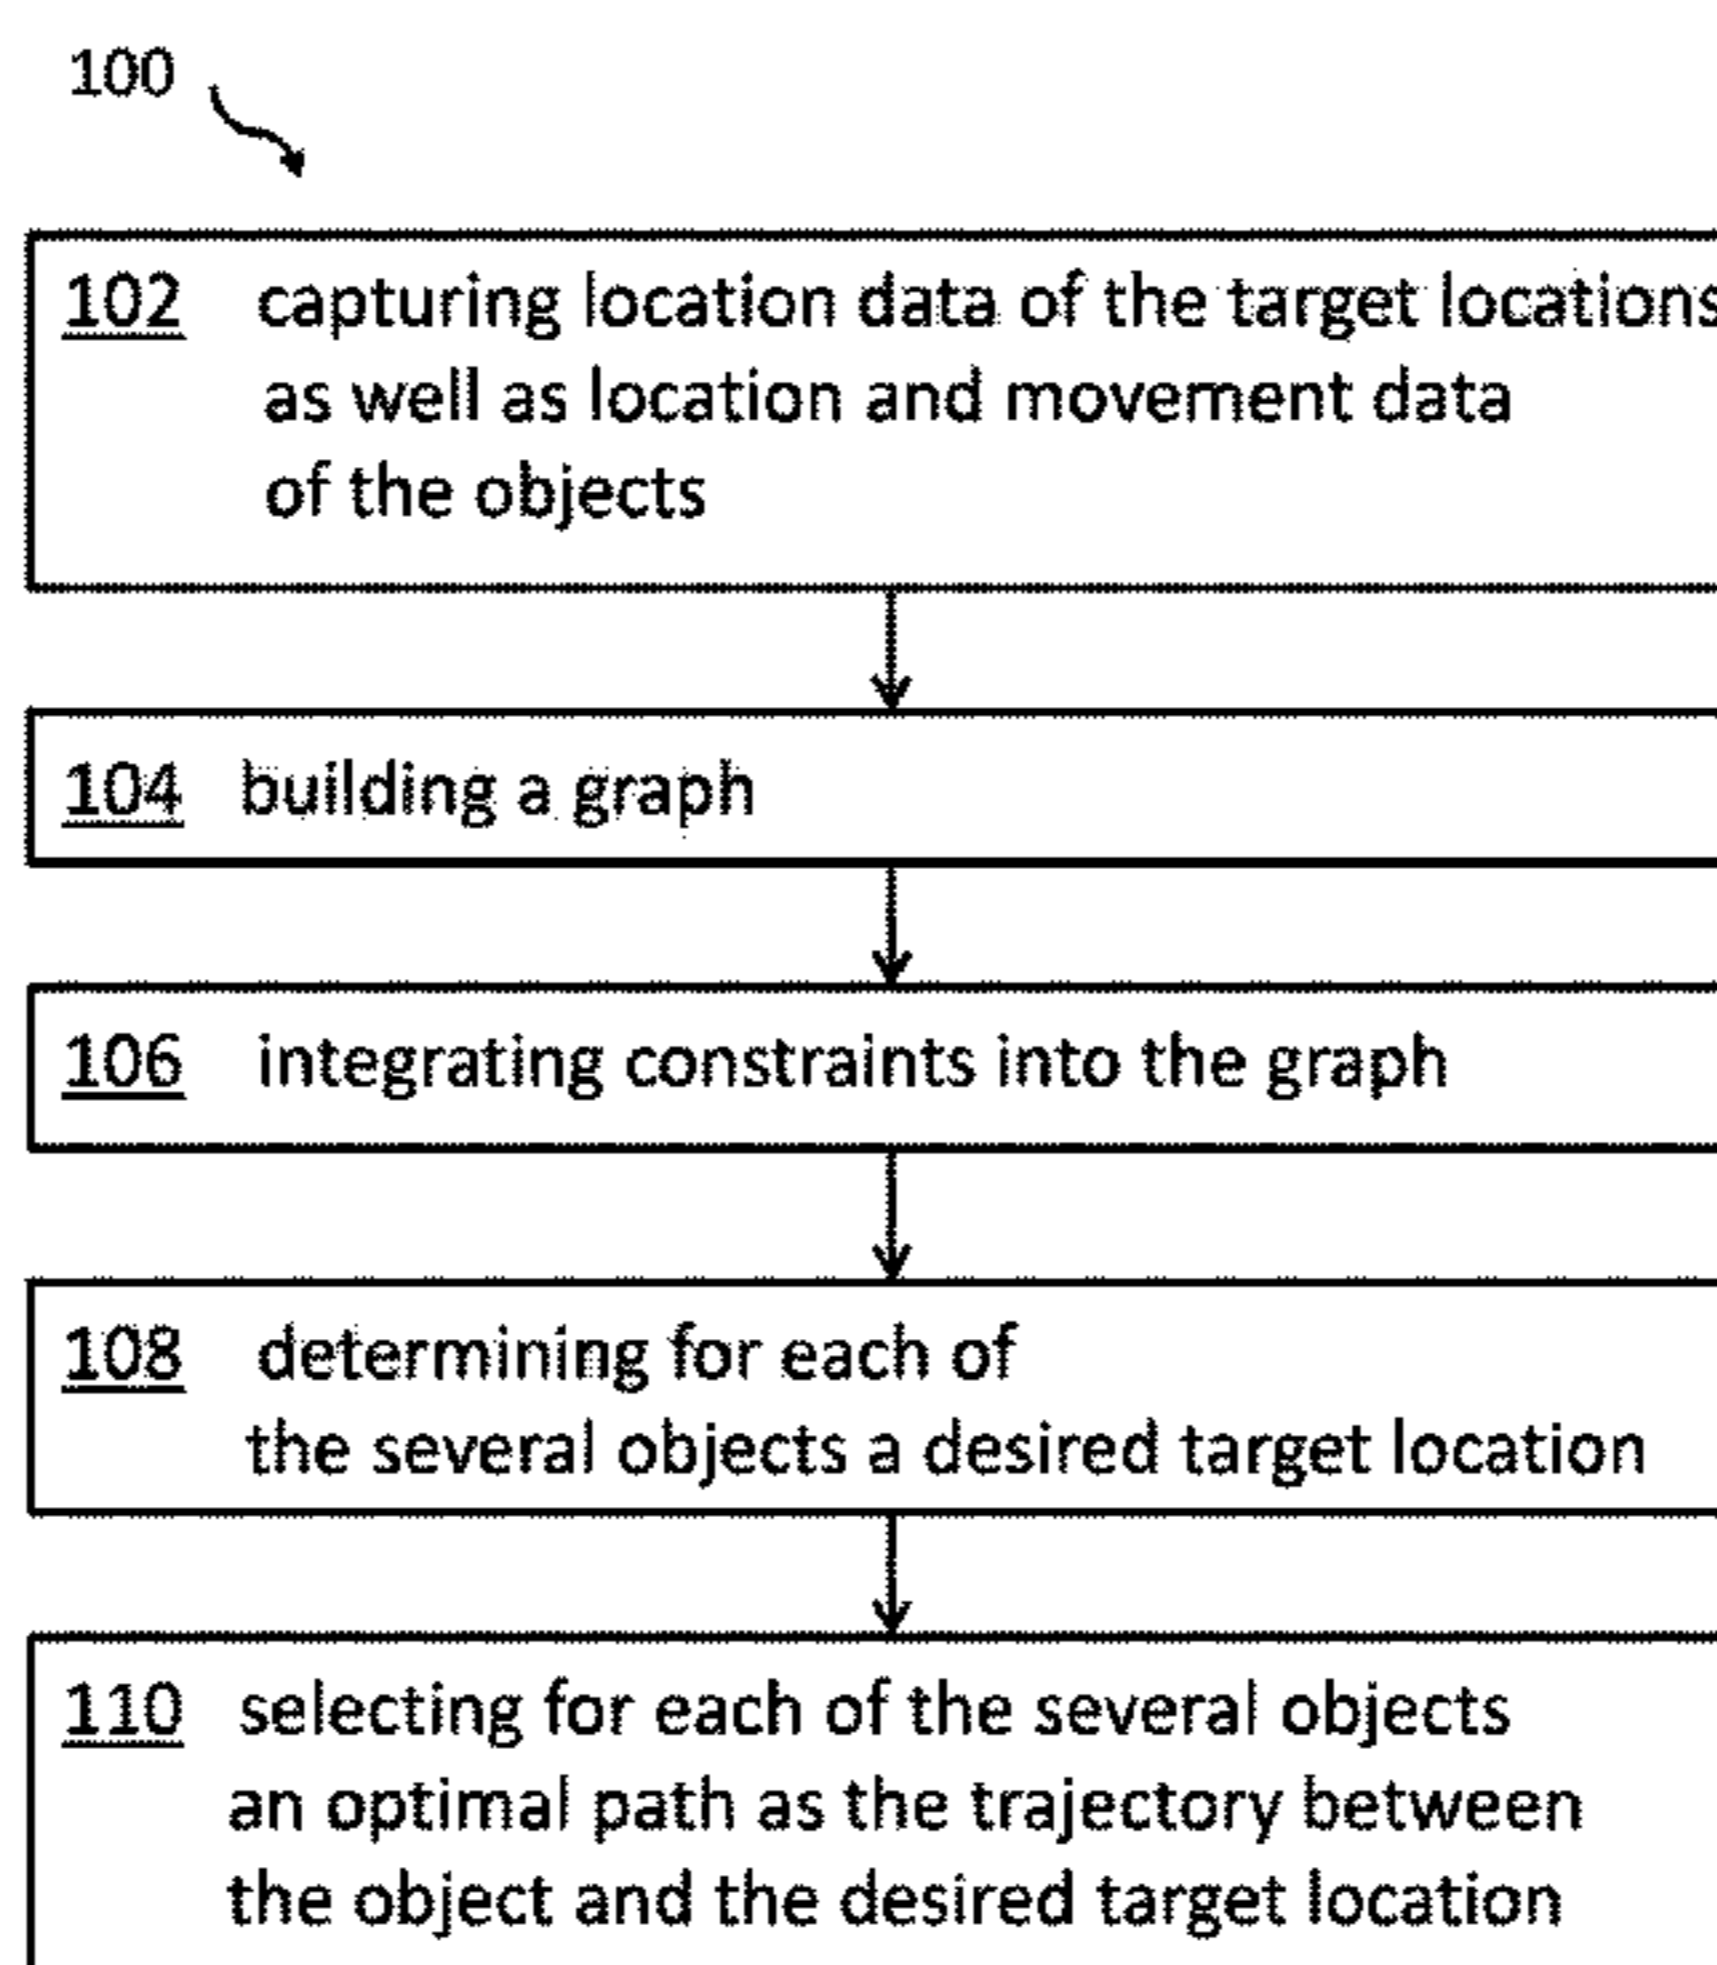 100
102 capturing location data of the target locations
as well as location and movement data
of the objects
104 building a graph
106 integrating constraints into the graph
108 determining for each of
the several objects a desired target location
110 selecting for each of the several objects
an optimal path as the trajectory between
the object and the desired target location